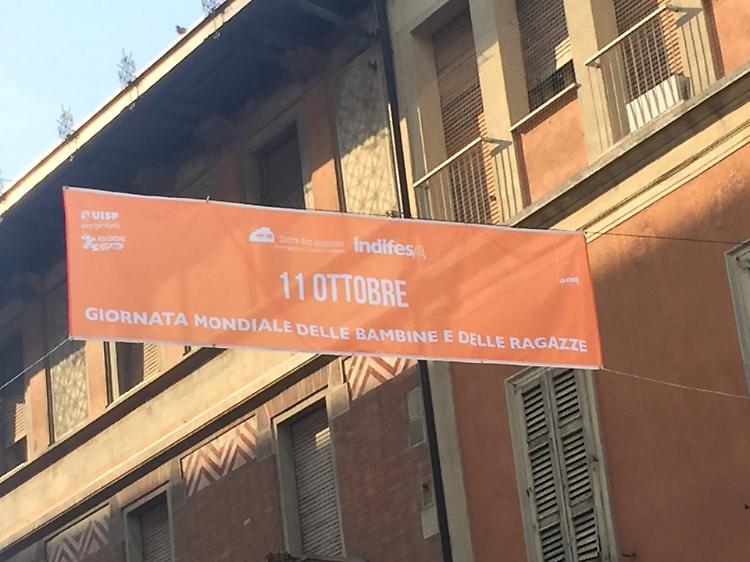 UISP
Terre des hommes
indifesa
11 OTTOBRE
GIORNATA MONDIALE DELLE BAMBINE E DELLE RAGAZZE